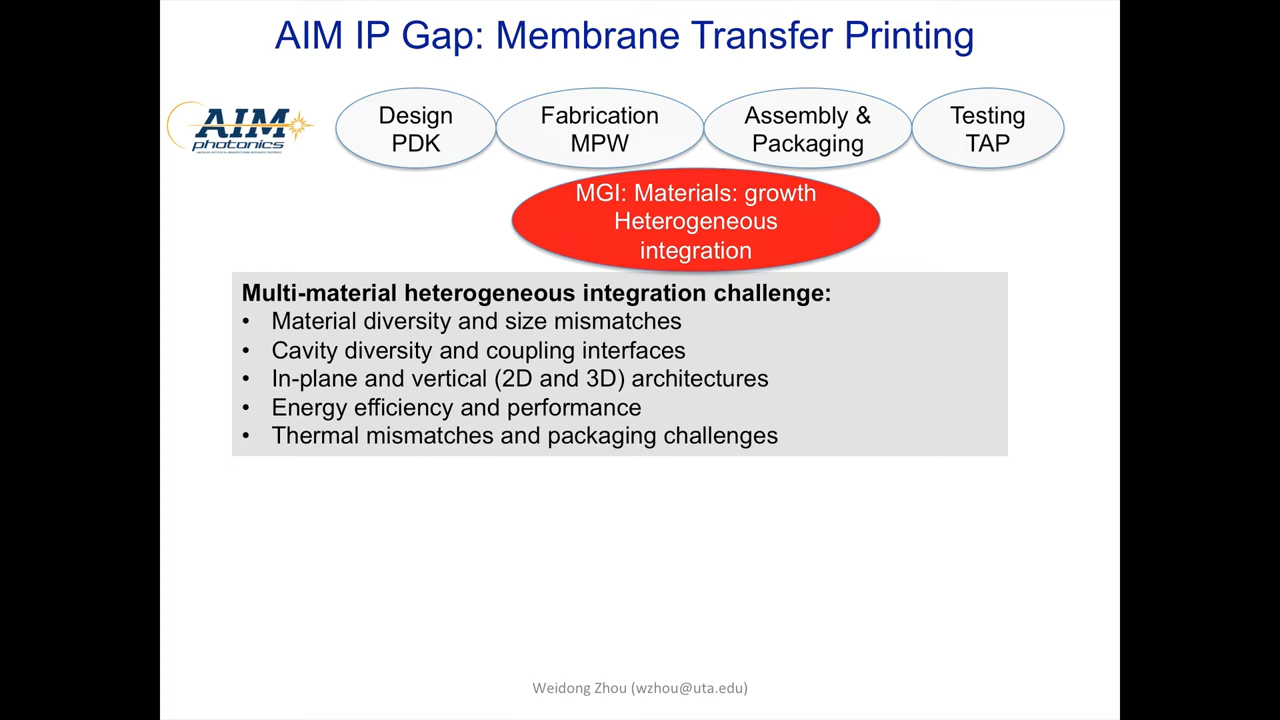 AIM IP Gap: Membrane Transfer Printing
AIM
photonics
Design
PDK
Fabrication
MPW
Assembly &
Packaging
Testing
TAP
MGI: Materials: growth
Heterogeneous
integration
Multi-material heterogeneous integration challenge:
• Material diversity and size mismatches
• Cavity diversity and coupling interfaces
• In-plane and vertical (2D and 3D) architectures
• Energy efficiency and performance
• Thermal mismatches and packaging challenges
Weidong Zhou (wzhou@uta.edu)